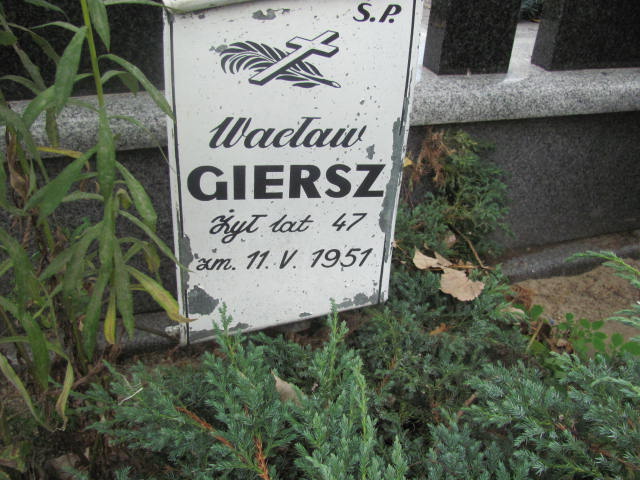 Ś.P.
Wacław
GIERSZ
Żył lat 47
zm. 11. V. 1951